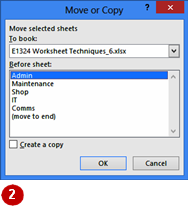 Move or Copy
Move selected sheets
To book:
E1324 Worksheet Techniques_6.xlsx
Before sheet:
Admin
Maintenance
Shop
IT
Comms
(move to end)
Create a copy
OK
Cancel
2